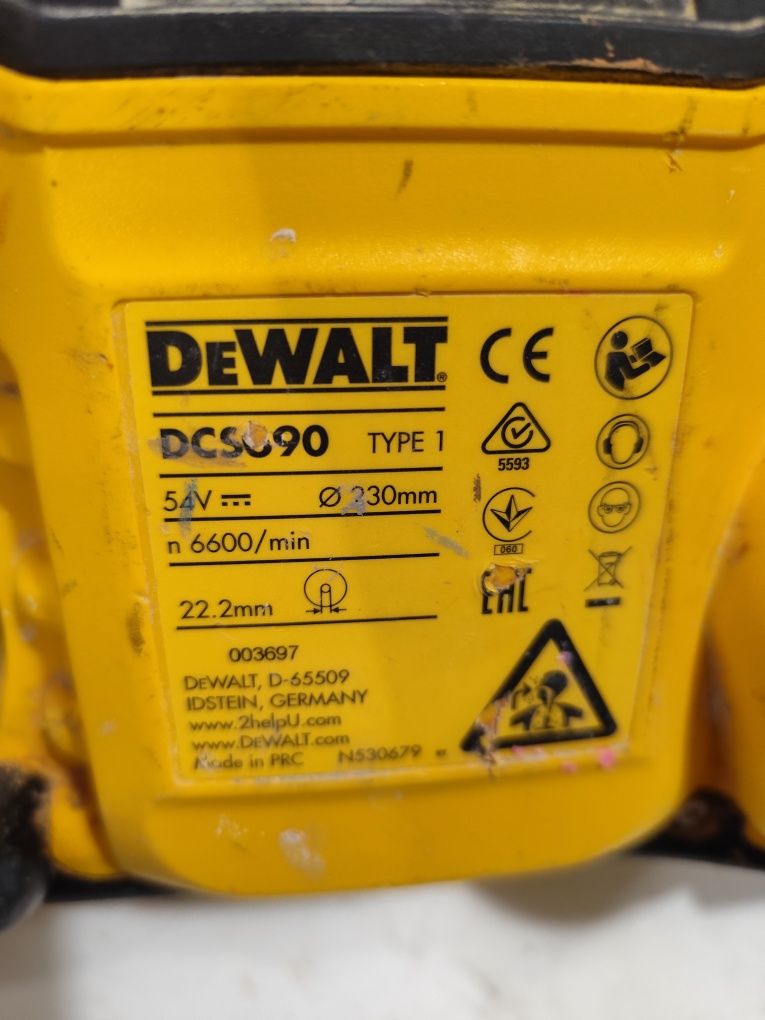 DEWALT®
DCS690 TYPE 1
54V ⎓ Ø 230mm
n 6600/min
22.2mm
003697
DEWALT, D-65509
IDSTEIN, GERMANY
www.2helpU.com
www.DEWALT.com
Made in PRC N530679
CE
5593
060
EAC